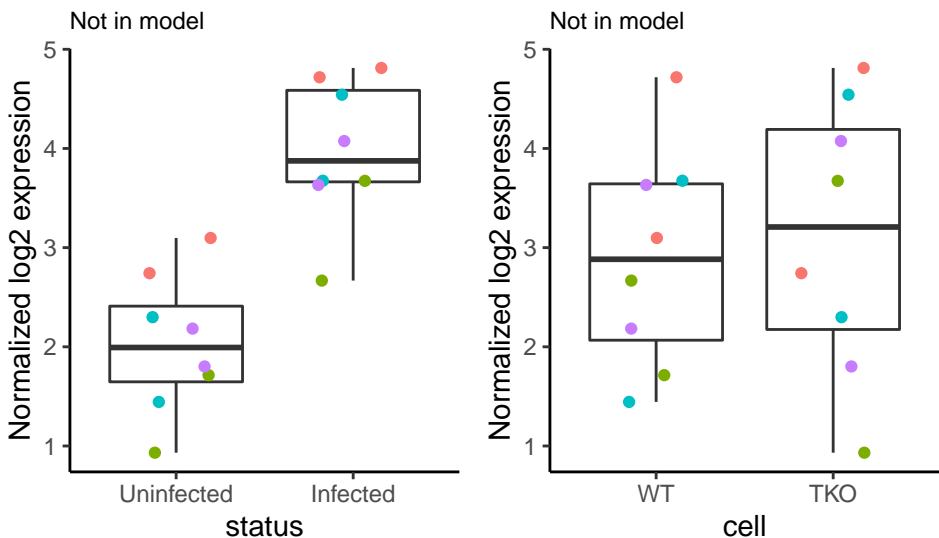 Not in model
Normalized log2 expression
5
4
3
2
1
Uninfected
Infected
status
Not in model
Normalized log2 expression
5
4
3
2
1
WT
TKO
cell